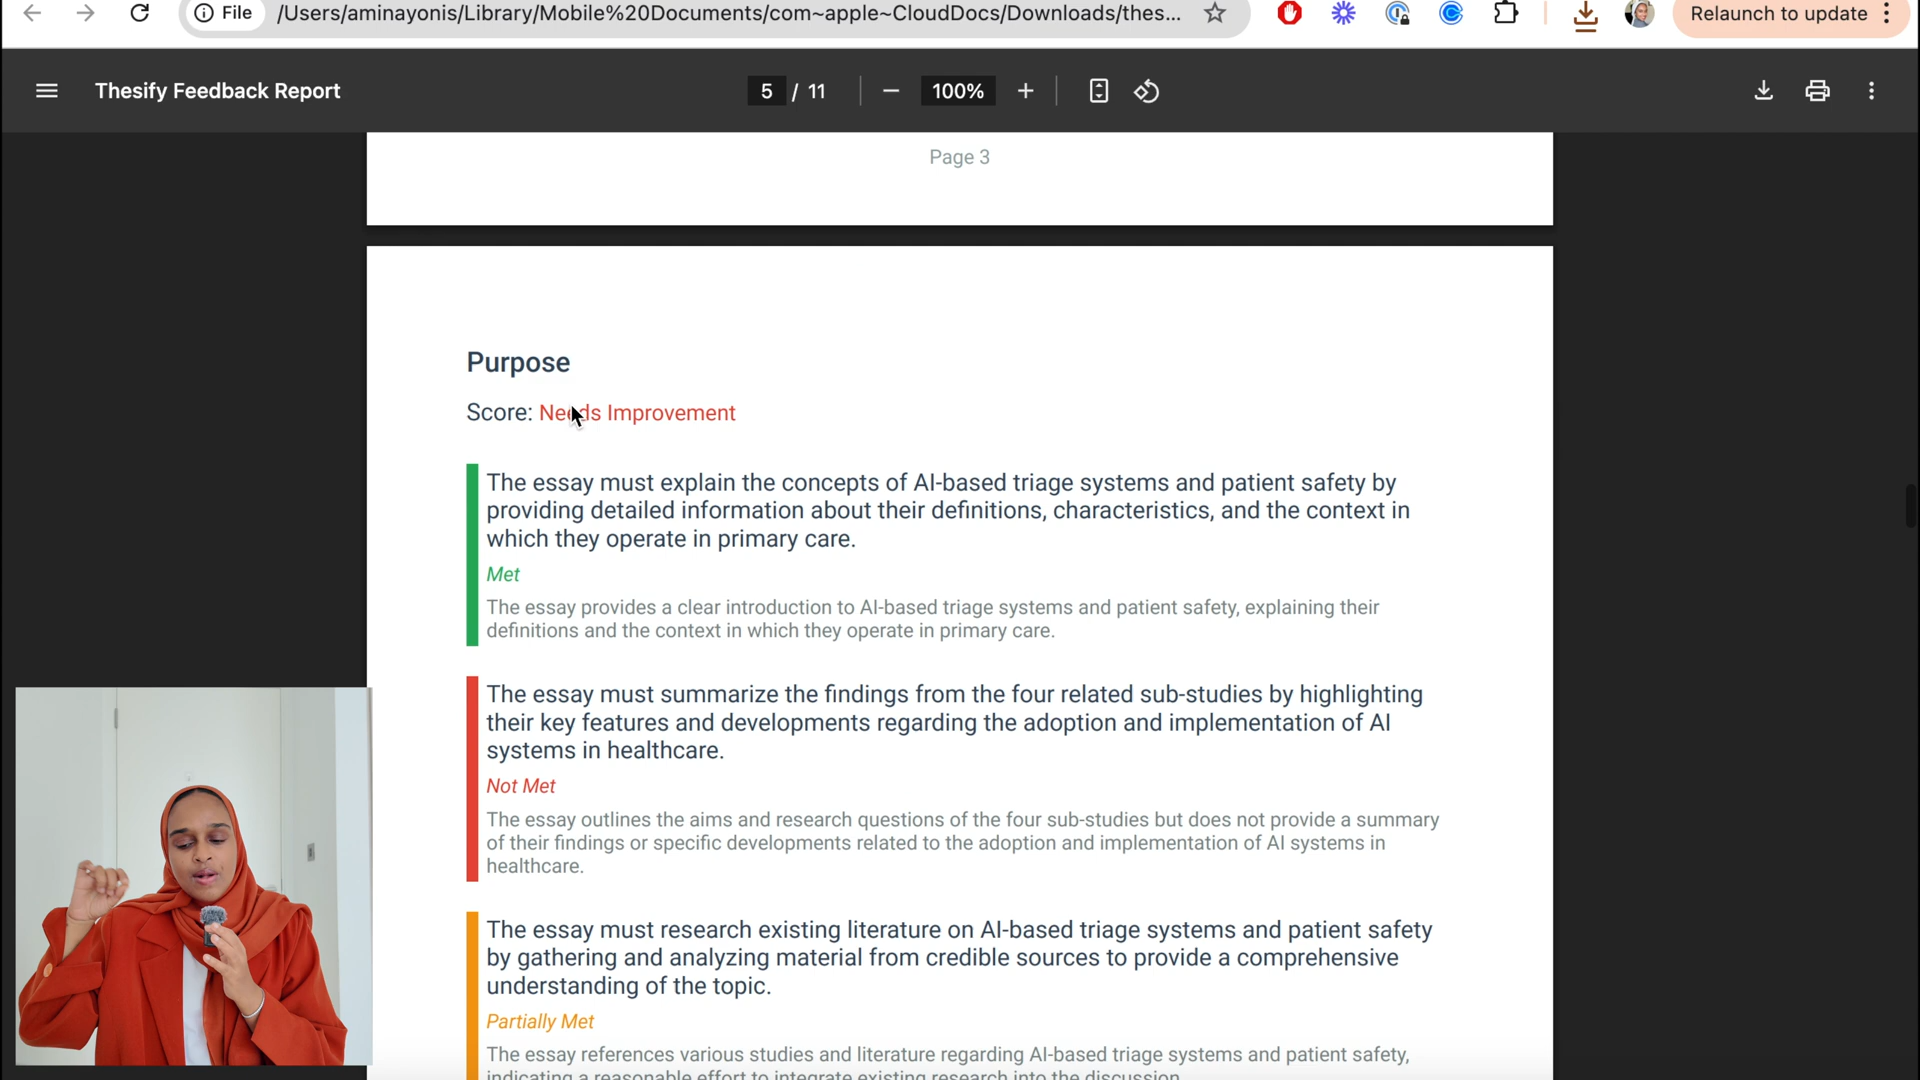 File
/Users/aminayonis/Library/Mobile%20Documents/com~apple~CloudDocs/Downloads/thes...
Relaunch to update
Thesify Feedback Report
5 / 11
100%
Page 3
Purpose
Score: Needs Improvement
The essay must explain the concepts of AI-based triage systems and patient safety by
providing detailed information about their definitions, characteristics, and the context in
which they operate in primary care.
Met
The essay provides a clear introduction to AI-based triage systems and patient safety, explaining their
definitions and the context in which they operate in primary care.
The essay must summarize the findings from the four related sub-studies by highlighting
their key features and developments regarding the adoption and implementation of AI
systems in healthcare.
Not Met
The essay outlines the aims and research questions of the four sub-studies but does not provide a summary
of their findings or specific developments related to the adoption and implementation of AI systems in
healthcare.
The essay must research existing literature on AI-based triage systems and patient safety
by gathering and analyzing material from credible sources to provide a comprehensive
understanding of the topic.
Partially Met
The essay references various studies and literature regarding AI-based triage systems and patient safety,
indicating a reasonable effort to integrate existing research into the discussion.